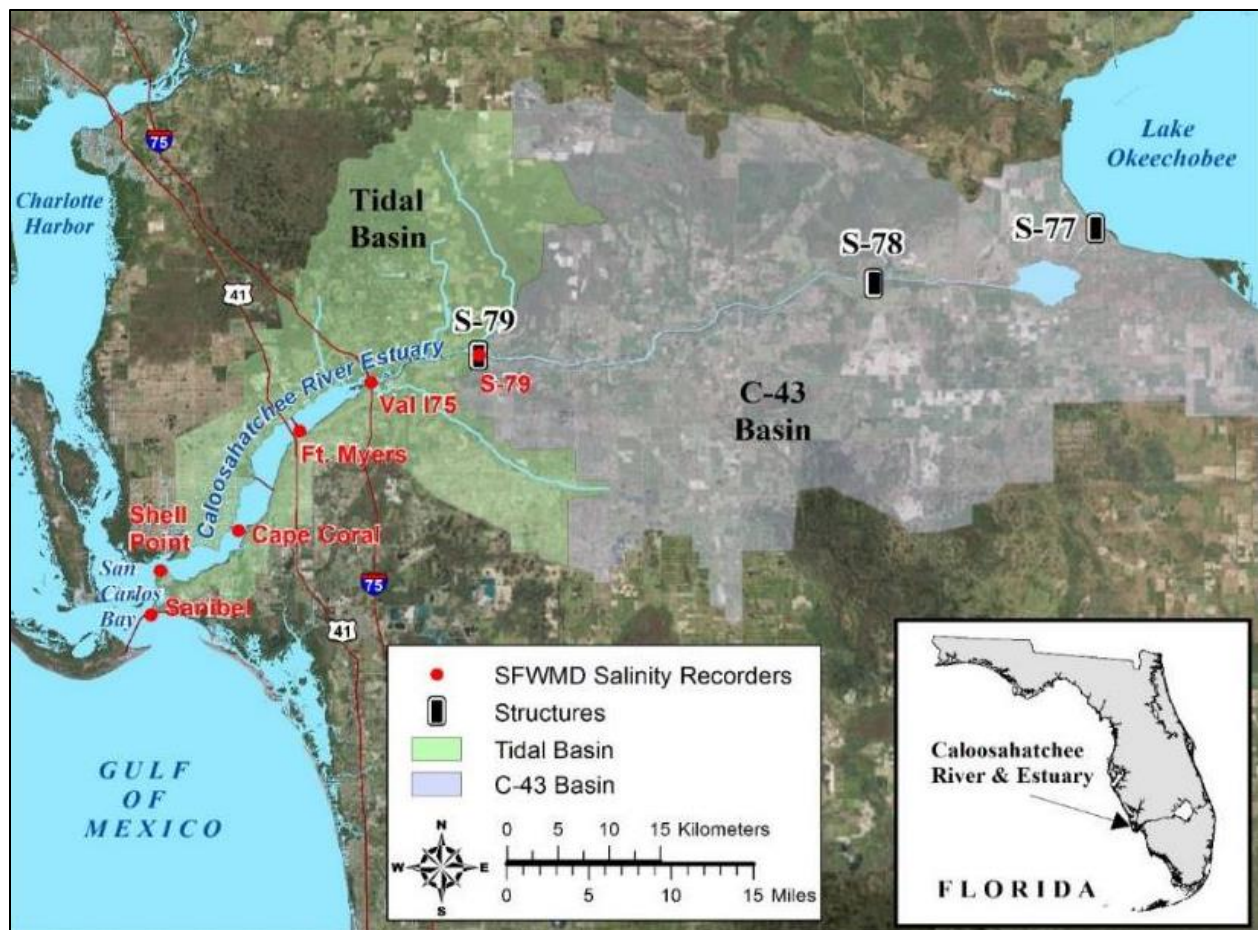 Lake
Okeechobee
75
Charlotte
Harbor
Tidal
Basin
S-77
S-78
41
S-79
S-79
Caloosahatchee River Estuary
Val I75
C-43
Basin
Ft. Myers
Shell
Point
Cape Coral
San
Carlos
Bay
Sanibel
75
41
GULF
OF
MEXICO
SFWMD Salinity Recorders
Structures
Tidal Basin
C-43 Basin
N
W E
S
0 5 10 15 Kilometers
0 5 10 15 Miles
Caloosahatchee
River & Estuary
FLORIDA